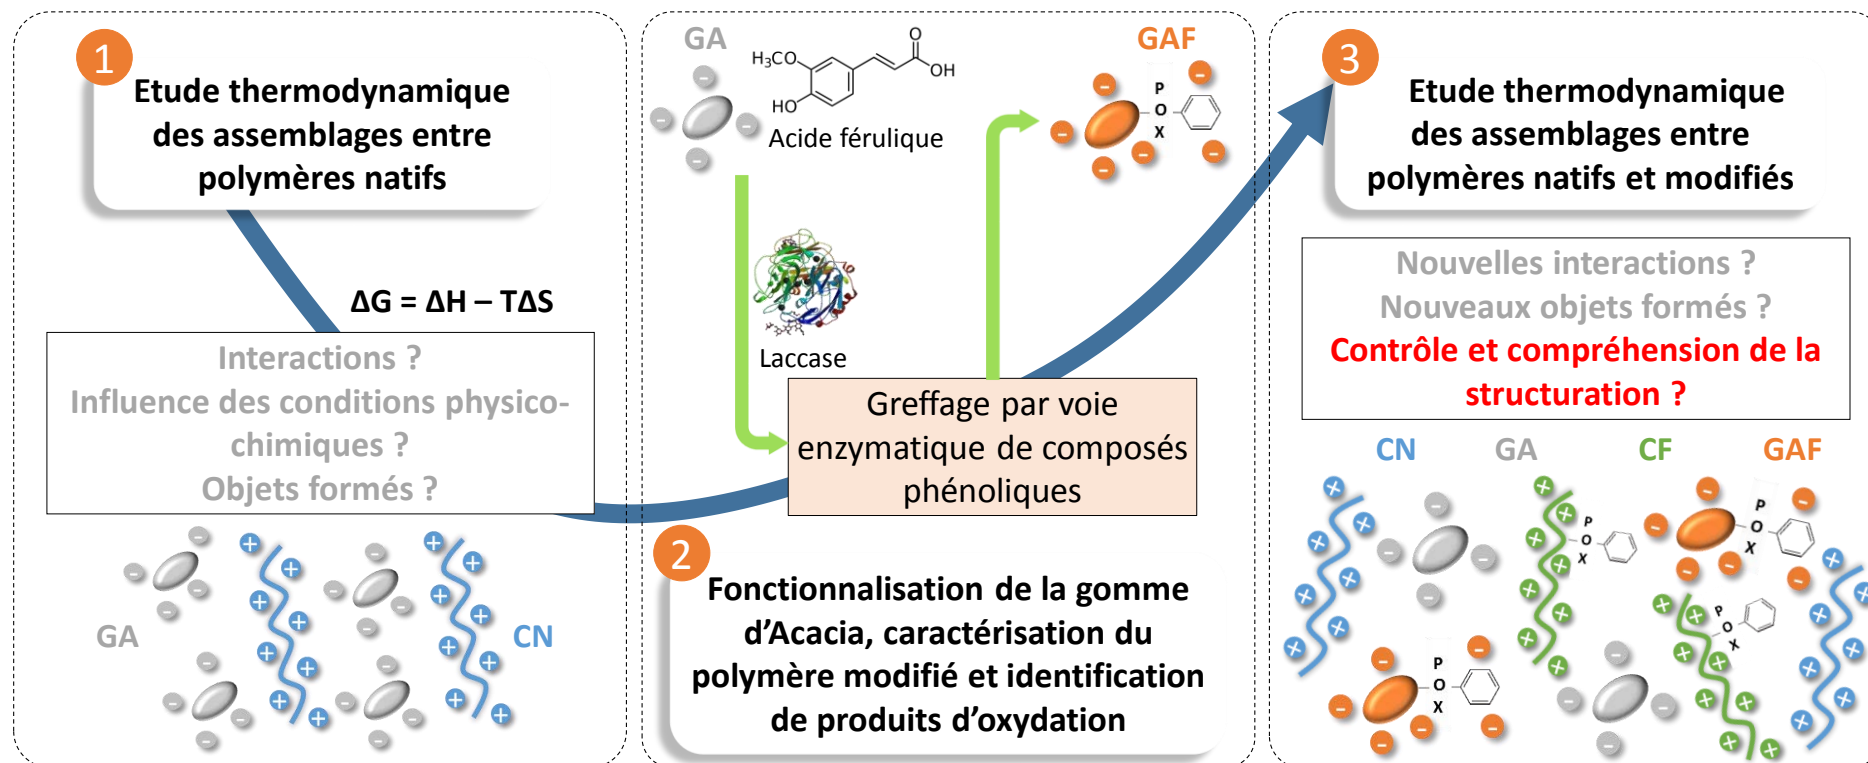 1
Etude thermodynamique
des assemblages entre
polymères natifs
ΔG = ΔH – TΔS
Interactions ?
Influence des conditions physico-
chimiques ?
Objets formés ?
GA
CN
GA
H₃CO
HO
O
OH
Acide férulique
GAF
P
O
X
Laccase
Greffage par voie
enzymatique de composés
phénoliques
2
Fonctionnalisation de la gomme
d’Acacia, caractérisation du
polymère modifié et identification
de produits d’oxydation
3
Etude thermodynamique
des assemblages entre
polymères natifs et modifiés
Nouvelles interactions ?
Nouveaux objets formés ?
Contrôle et compréhension de la
structuration ?
CN GA CF GAF
P
O
X
P
O
X
P
O
X
P
O
X